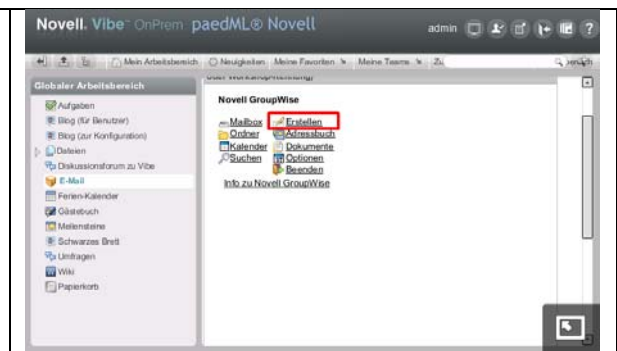 Novell. Vibe OnPrem paedML® Novell
admin
Mein Arbeitsbereich Neuigkeiten Meine Favoriten Meine Teams
Globaler Arbeitsbereich
Aufgaben
Blog (für Benutzer)
Blog (zur Konfiguration)
Dateien
Diskussionsforum zu Vibe
E-Mail
Ferien-Kalender
Gästebuch
Meilensteine
Schwarzes Brett
Umfragen
Wiki
Papierkorb
Novell GroupWise
Mailbox Erstellen
Ordner Adressbuch
Kalender Dokumente
Suchen Optionen
Beenden
Info zu Novell GroupWise